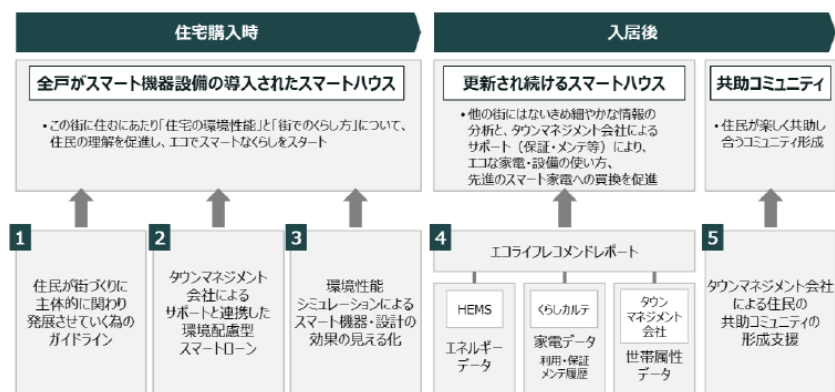 住宅購入時
入居後
全戸がスマート機器設備の導入されたスマートハウス
・この街に住むにあたり「住宅の環境性能」と「街でのくらし方」について、
住民の理解を促進し、エコでスマートなくらしをスタート
更新され続けるスマートハウス
・他の街にはないきめ細やかな情報の
分析と、タウンマネジメント会社による
サポート（保証・メンテ等）により、
エコな家電・設備の使い方、
先進のスマート家電への買換を促進
共助コミュニティ
・住民が楽しく共助し
合うコミュニティ形成
1
住民が街づくりに
主体的に関わり
発展させていく為の
ガイドライン
2
タウンマネジメント
会社による
サポートと連携した
環境配慮型
スマートローン
3
環境性能
シミュレーションによる
スマート機器・設計の
効果の見える化
4
エコライフレコメンドレポート
HEMS
エネルギー
データ
くらしカルテ
家電データ
利用・保証
メンテ履歴
タウン
マネジメント
会社
世帯属性
データ
5
タウンマネジメント会社
による住民の
共助コミュニティの
形成支援